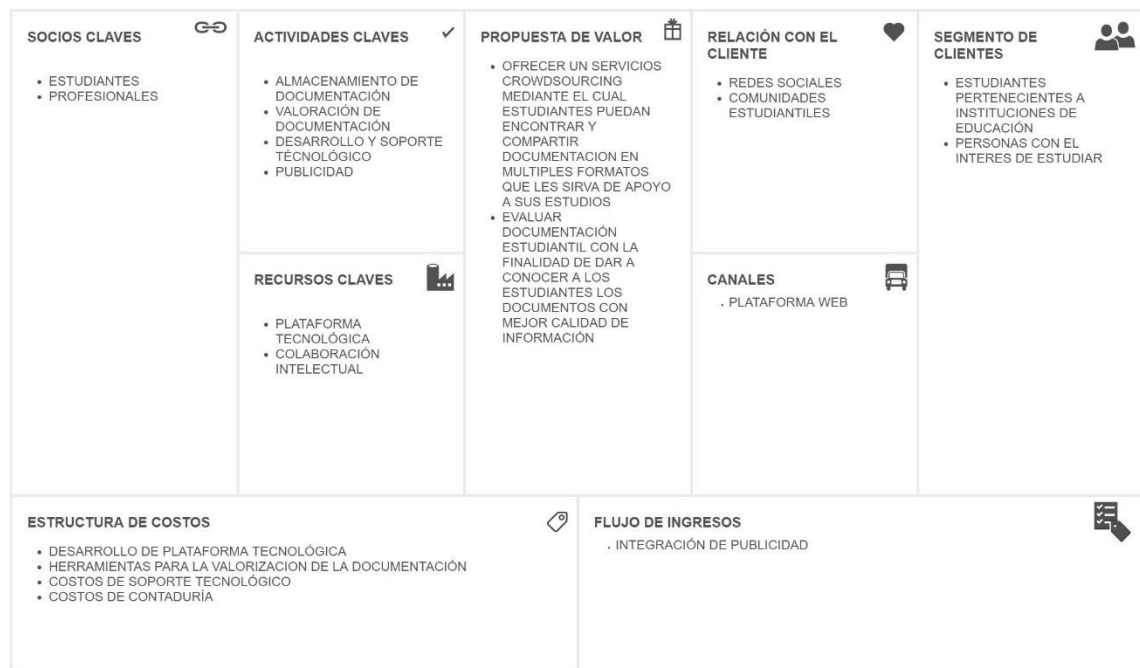 SOCIOS CLAVES
• ESTUDIANTES
• PROFESIONALES
ACTIVIDADES CLAVES
• ALMACENAMIENTO DE
DOCUMENTACIÓN
• VALORACIÓN DE
DOCUMENTACIÓN
• DESARROLLO Y SOPORTE
TÉCNOLÓGICO
• PUBLICIDAD
RECURSOS CLAVES
• PLATAFORMA
TECNOLÓGICA
• COLABORACIÓN
INTELECTUAL
PROPUESTA DE VALOR
• OFRECER UN SERVICIOS
CROWDSOURCING
MEDIANTE EL CUAL
ESTUDIANTES PUEDAN
ENCONTRAR Y
COMPARTIR
DOCUMENTACION EN
MULTIPLES FORMATOS
QUE LES SIRVA DE APOYO
A SUS ESTUDIOS
• EVALUAR
DOCUMENTACIÓN
ESTUDIANTIL CON LA
FINALIDAD DE DAR A
CONOCER A LOS
ESTUDIANTES LOS
DOCUMENTOS CON
MEJOR CALIDAD DE
INFORMACIÓN
RELACIÓN CON EL
CLIENTE
• REDES SOCIALES
• COMUNIDADES
ESTUDIANTILES
CANALES
. PLATAFORMA WEB
SEGMENTO DE
CLIENTES
• ESTUDIANTES
PERTENECIENTES A
INSTITUCIONES DE
EDUCACIÓN
• PERSONAS CON EL
INTERES DE ESTUDIAR
ESTRUCTURA DE COSTOS
• DESARROLLO DE PLATAFORMA TECNOLÓGICA
• HERRAMIENTAS PARA LA VALORIZACION DE LA DOCUMENTACIÓN
• COSTOS DE SOPORTE TECNOLÓGICO
• COSTOS DE CONTADURÍA
FLUJO DE INGRESOS
. INTEGRACIÓN DE PUBLICIDAD